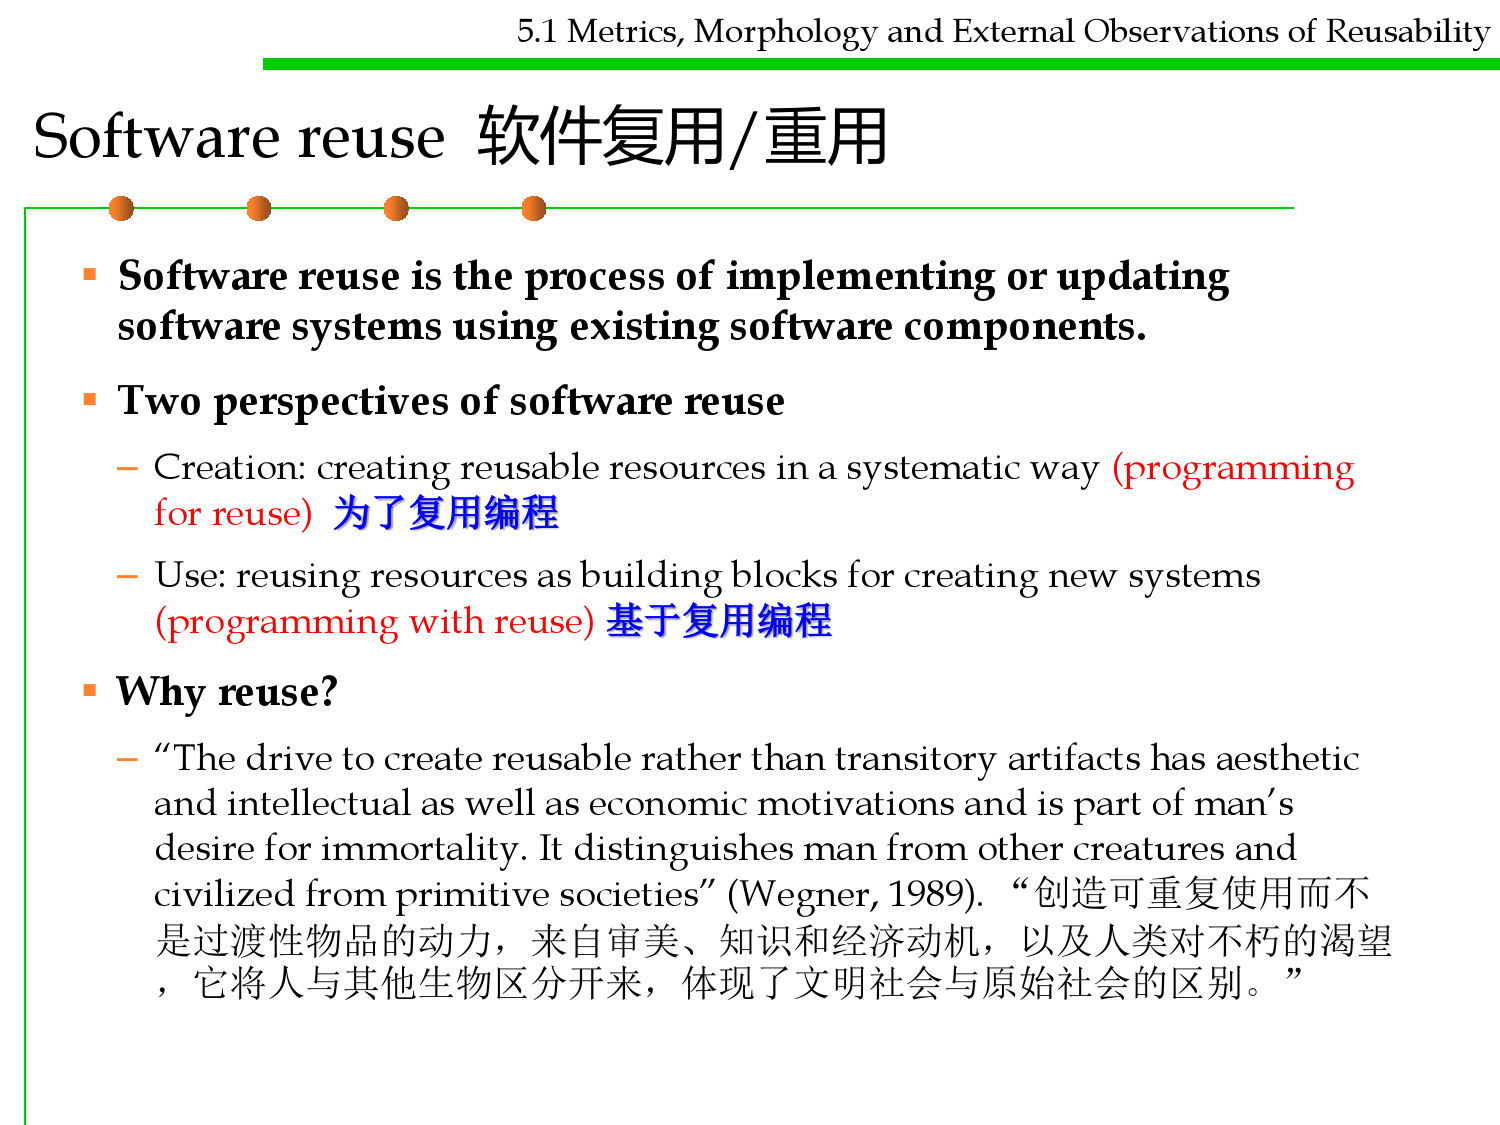 5.1 Metrics, Morphology and External Observations of Reusability
Software reuse 软件复用/重用
Software reuse is the process of implementing or updating
software systems using existing software components.
Two perspectives of software reuse
– Creation: creating reusable resources in a systematic way (programming
for reuse) 为了复用编程
– Use: reusing resources as building blocks for creating new systems
(programming with reuse) 基于复用编程
Why reuse?
– “The drive to create reusable rather than transitory artifacts has aesthetic
and intellectual as well as economic motivations and is part of man’s
desire for immortality. It distinguishes man from other creatures and
civilized from primitive societies” (Wegner, 1989). “创造可重复使用而不
是过渡性物品的动力，来自审美、知识和经济动机，以及人类对不朽的渴望
，它将人与其他生物区分开来，体现了文明社会与原始社会的区别。”